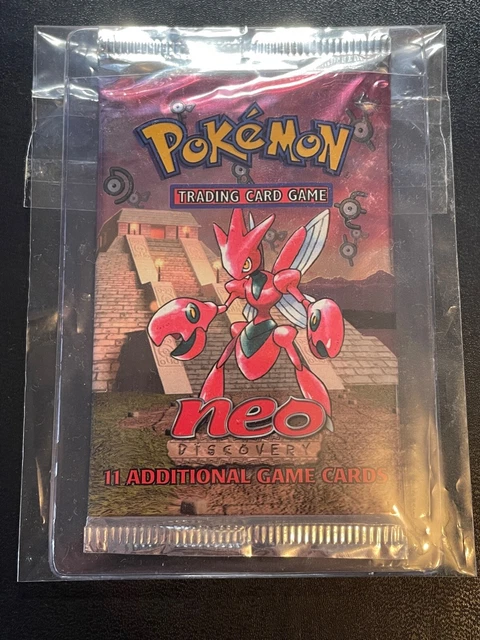 POKéMON
TRADING CARD GAME
neo
DISCOVERY
11 ADDITIONAL GAME CARDS